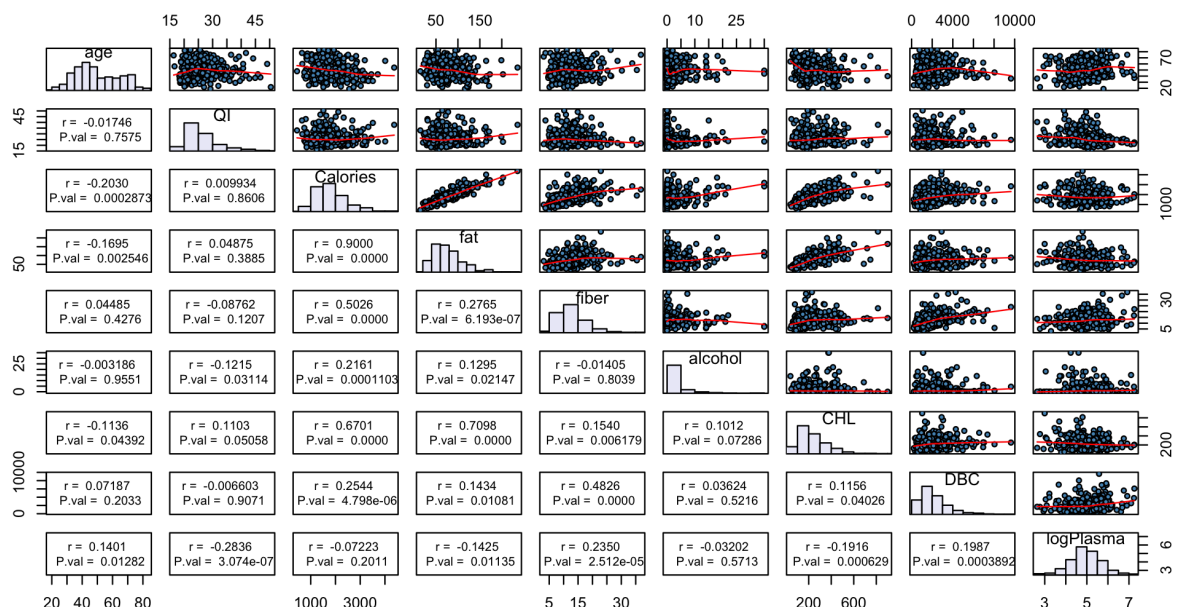 15 25 35 45
50 150
0 25
0 4000 10000
age
20 70
15 45
r = -0.01746
P.val = 0.7575
QI
r = -0.2030
P.val = 0.0002873
r = 0.009934
P.val = 0.8606
Calories
1000
50
r = -0.1695
P.val = 0.002546
r = 0.04875
P.val = 0.3885
r = 0.9000
P.val = 0.0000
fat
r = 0.04485
P.val = 0.4276
r = -0.08762
P.val = 0.1207
r = 0.5026
P.val = 0.0000
r = 0.2765
P.val = 6.193e-07
fiber
5 30
0 25
r = -0.003186
P.val = 0.9551
r = -0.1215
P.val = 0.03114
r = 0.2161
P.val = 0.0001103
r = 0.1295
P.val = 0.02147
r = -0.01405
P.val = 0.8039
alcohol
r = -0.1136
P.val = 0.04392
r = 0.1103
P.val = 0.05058
r = 0.6701
P.val = 0.0000
r = 0.7098
P.val = 0.0000
r = 0.1540
P.val = 0.006179
r = 0.1012
P.val = 0.07286
CHL
200
0 10000
r = 0.07187
P.val = 0.2033
r = -0.006603
P.val = 0.9071
r = 0.2544
P.val = 4.798e-06
r = 0.1434
P.val = 0.01081
r = 0.4826
P.val = 0.0000
r = 0.03624
P.val = 0.5216
r = 0.1156
P.val = 0.04026
DBC
r = 0.1401
P.val = 0.01282
r = -0.2836
P.val = 3.074e-07
r = -0.07223
P.val = 0.2011
r = -0.1425
P.val = 0.01135
r = 0.2350
P.val = 2.512e-05
r = -0.03202
P.val = 0.5713
r = -0.1916
P.val = 0.000629
r = 0.1987
P.val = 0.0003892
logPlasma
3 6
20 40 60 80
1000 3000
5 15 30
200 600
3 5 7